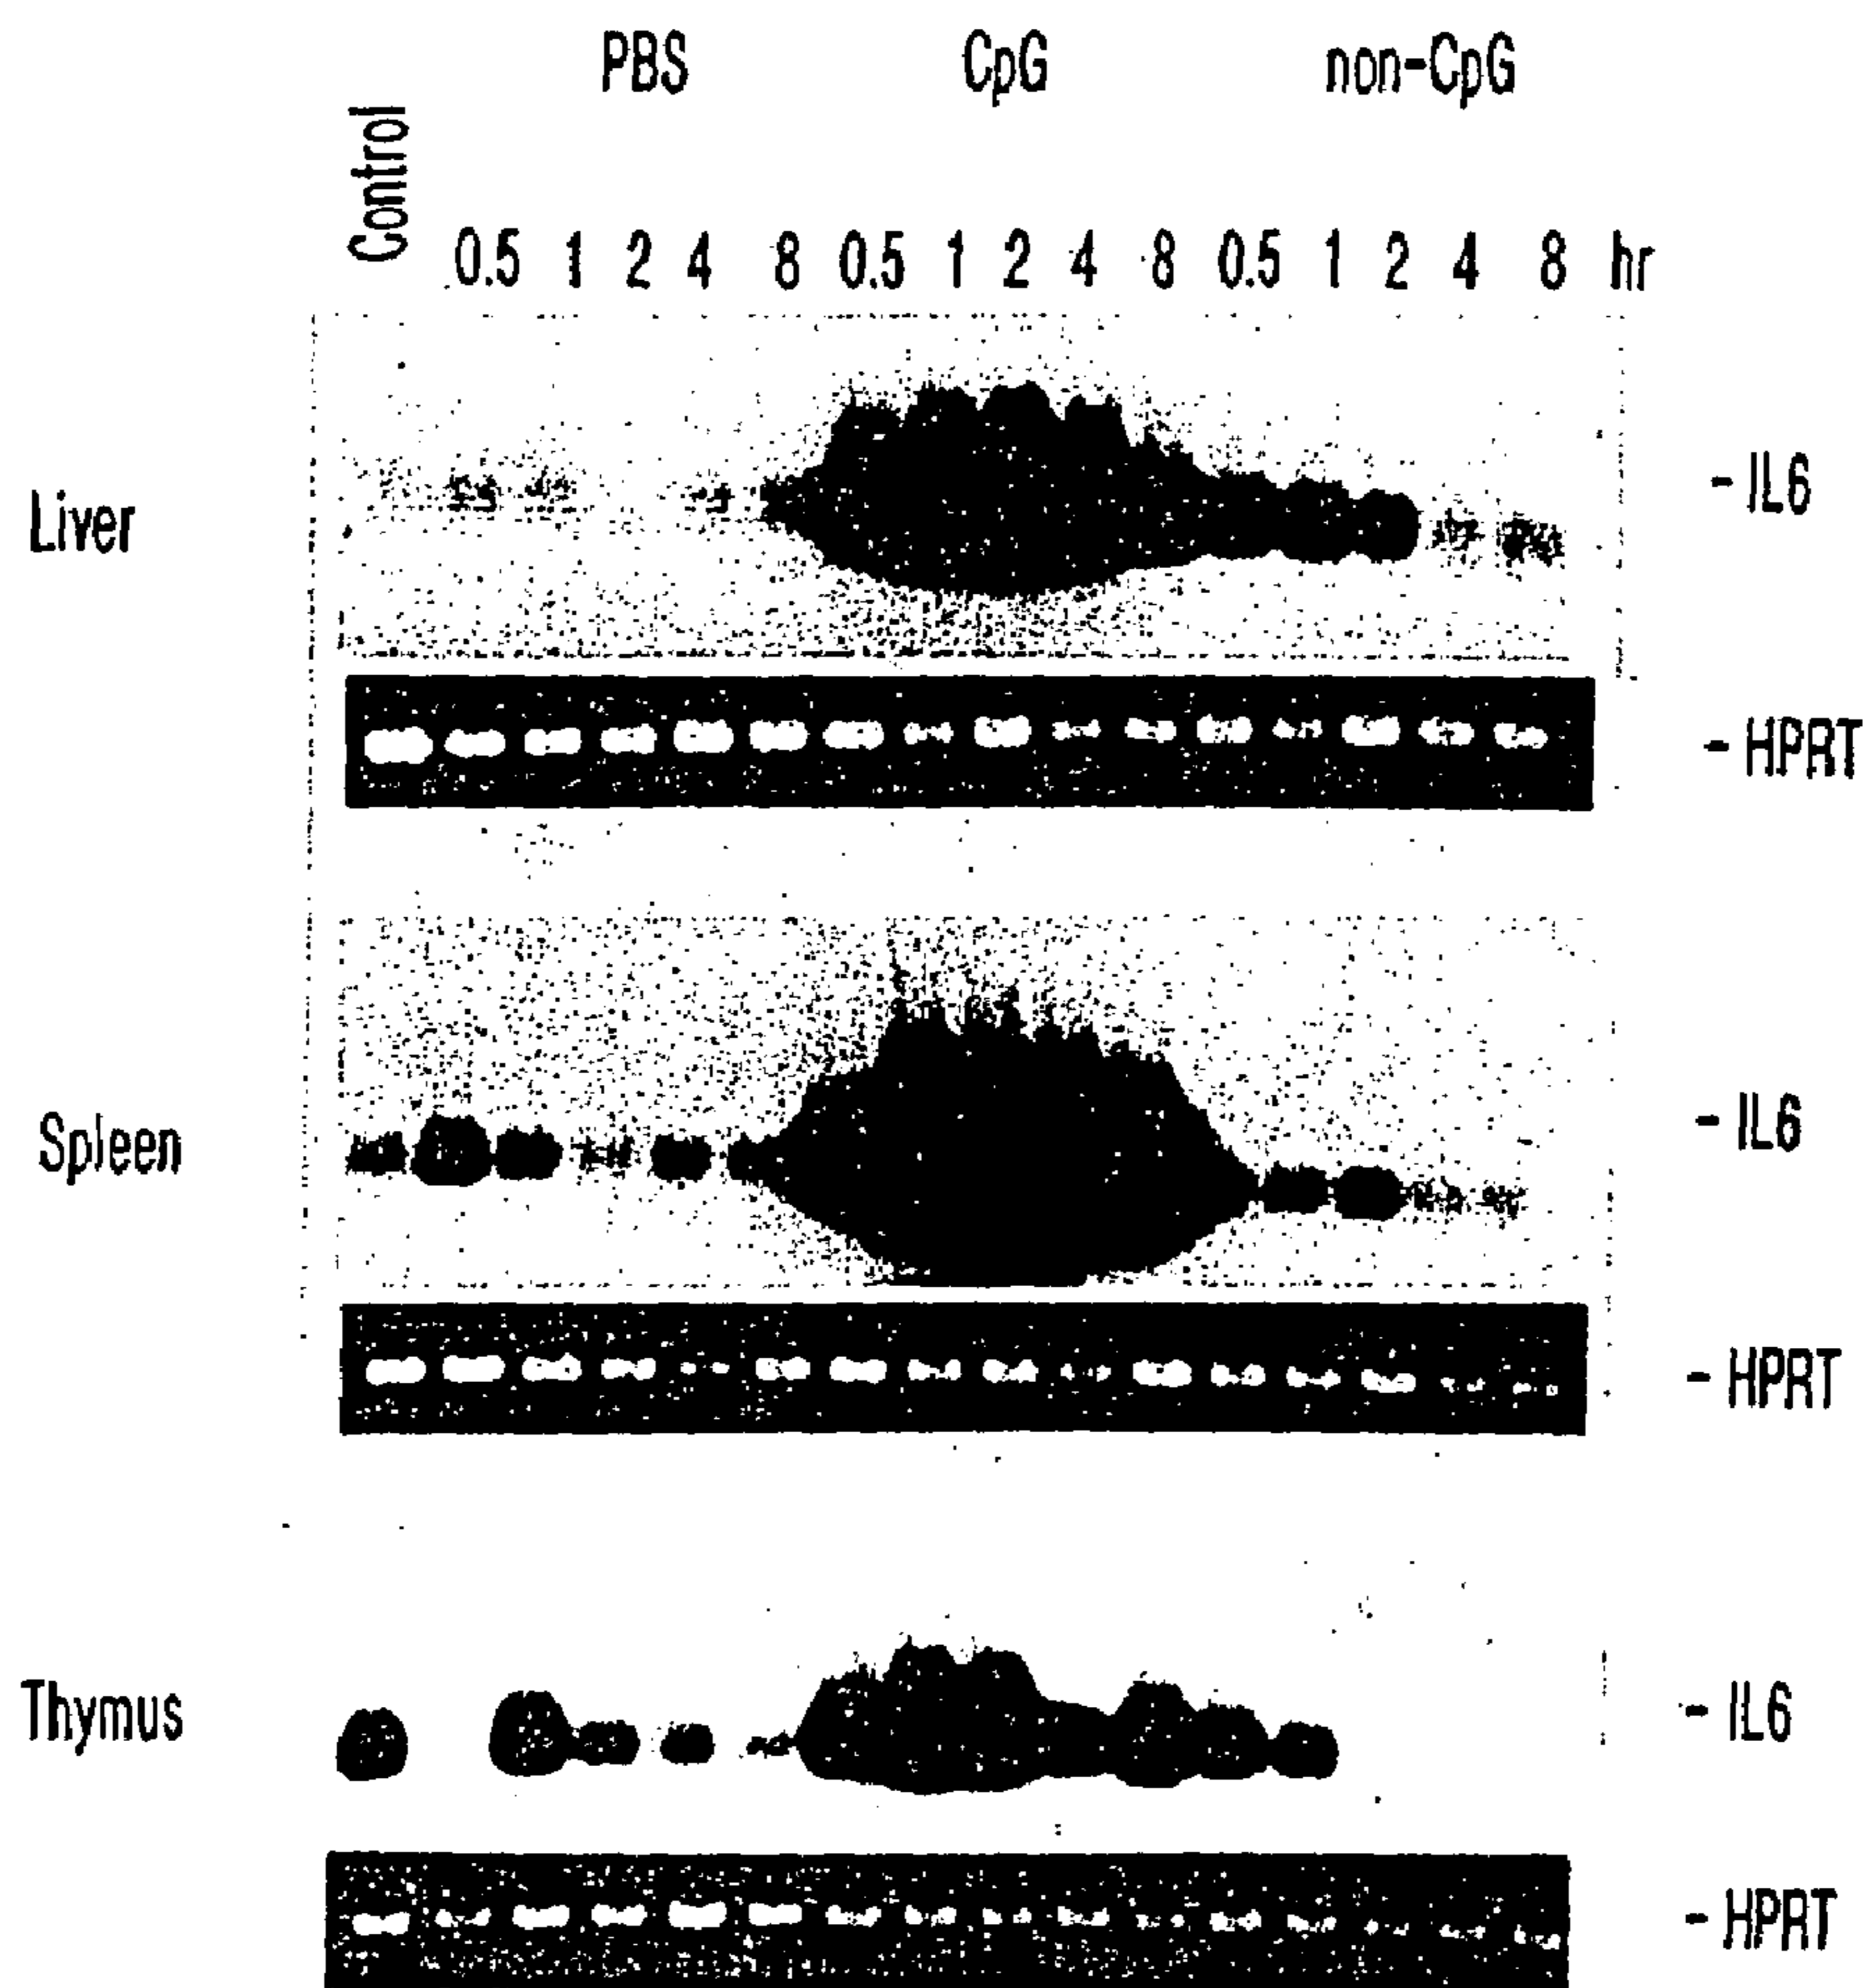 PBS CpG non-CpG
Control
0.5 1 2 4 8 0.5 1 2 4 8 0.5 1 2 4 8 hr
Liver
- IL6
- HPRT
Spleen
- IL6
- HPRT
Thymus
- IL6
- HPRT